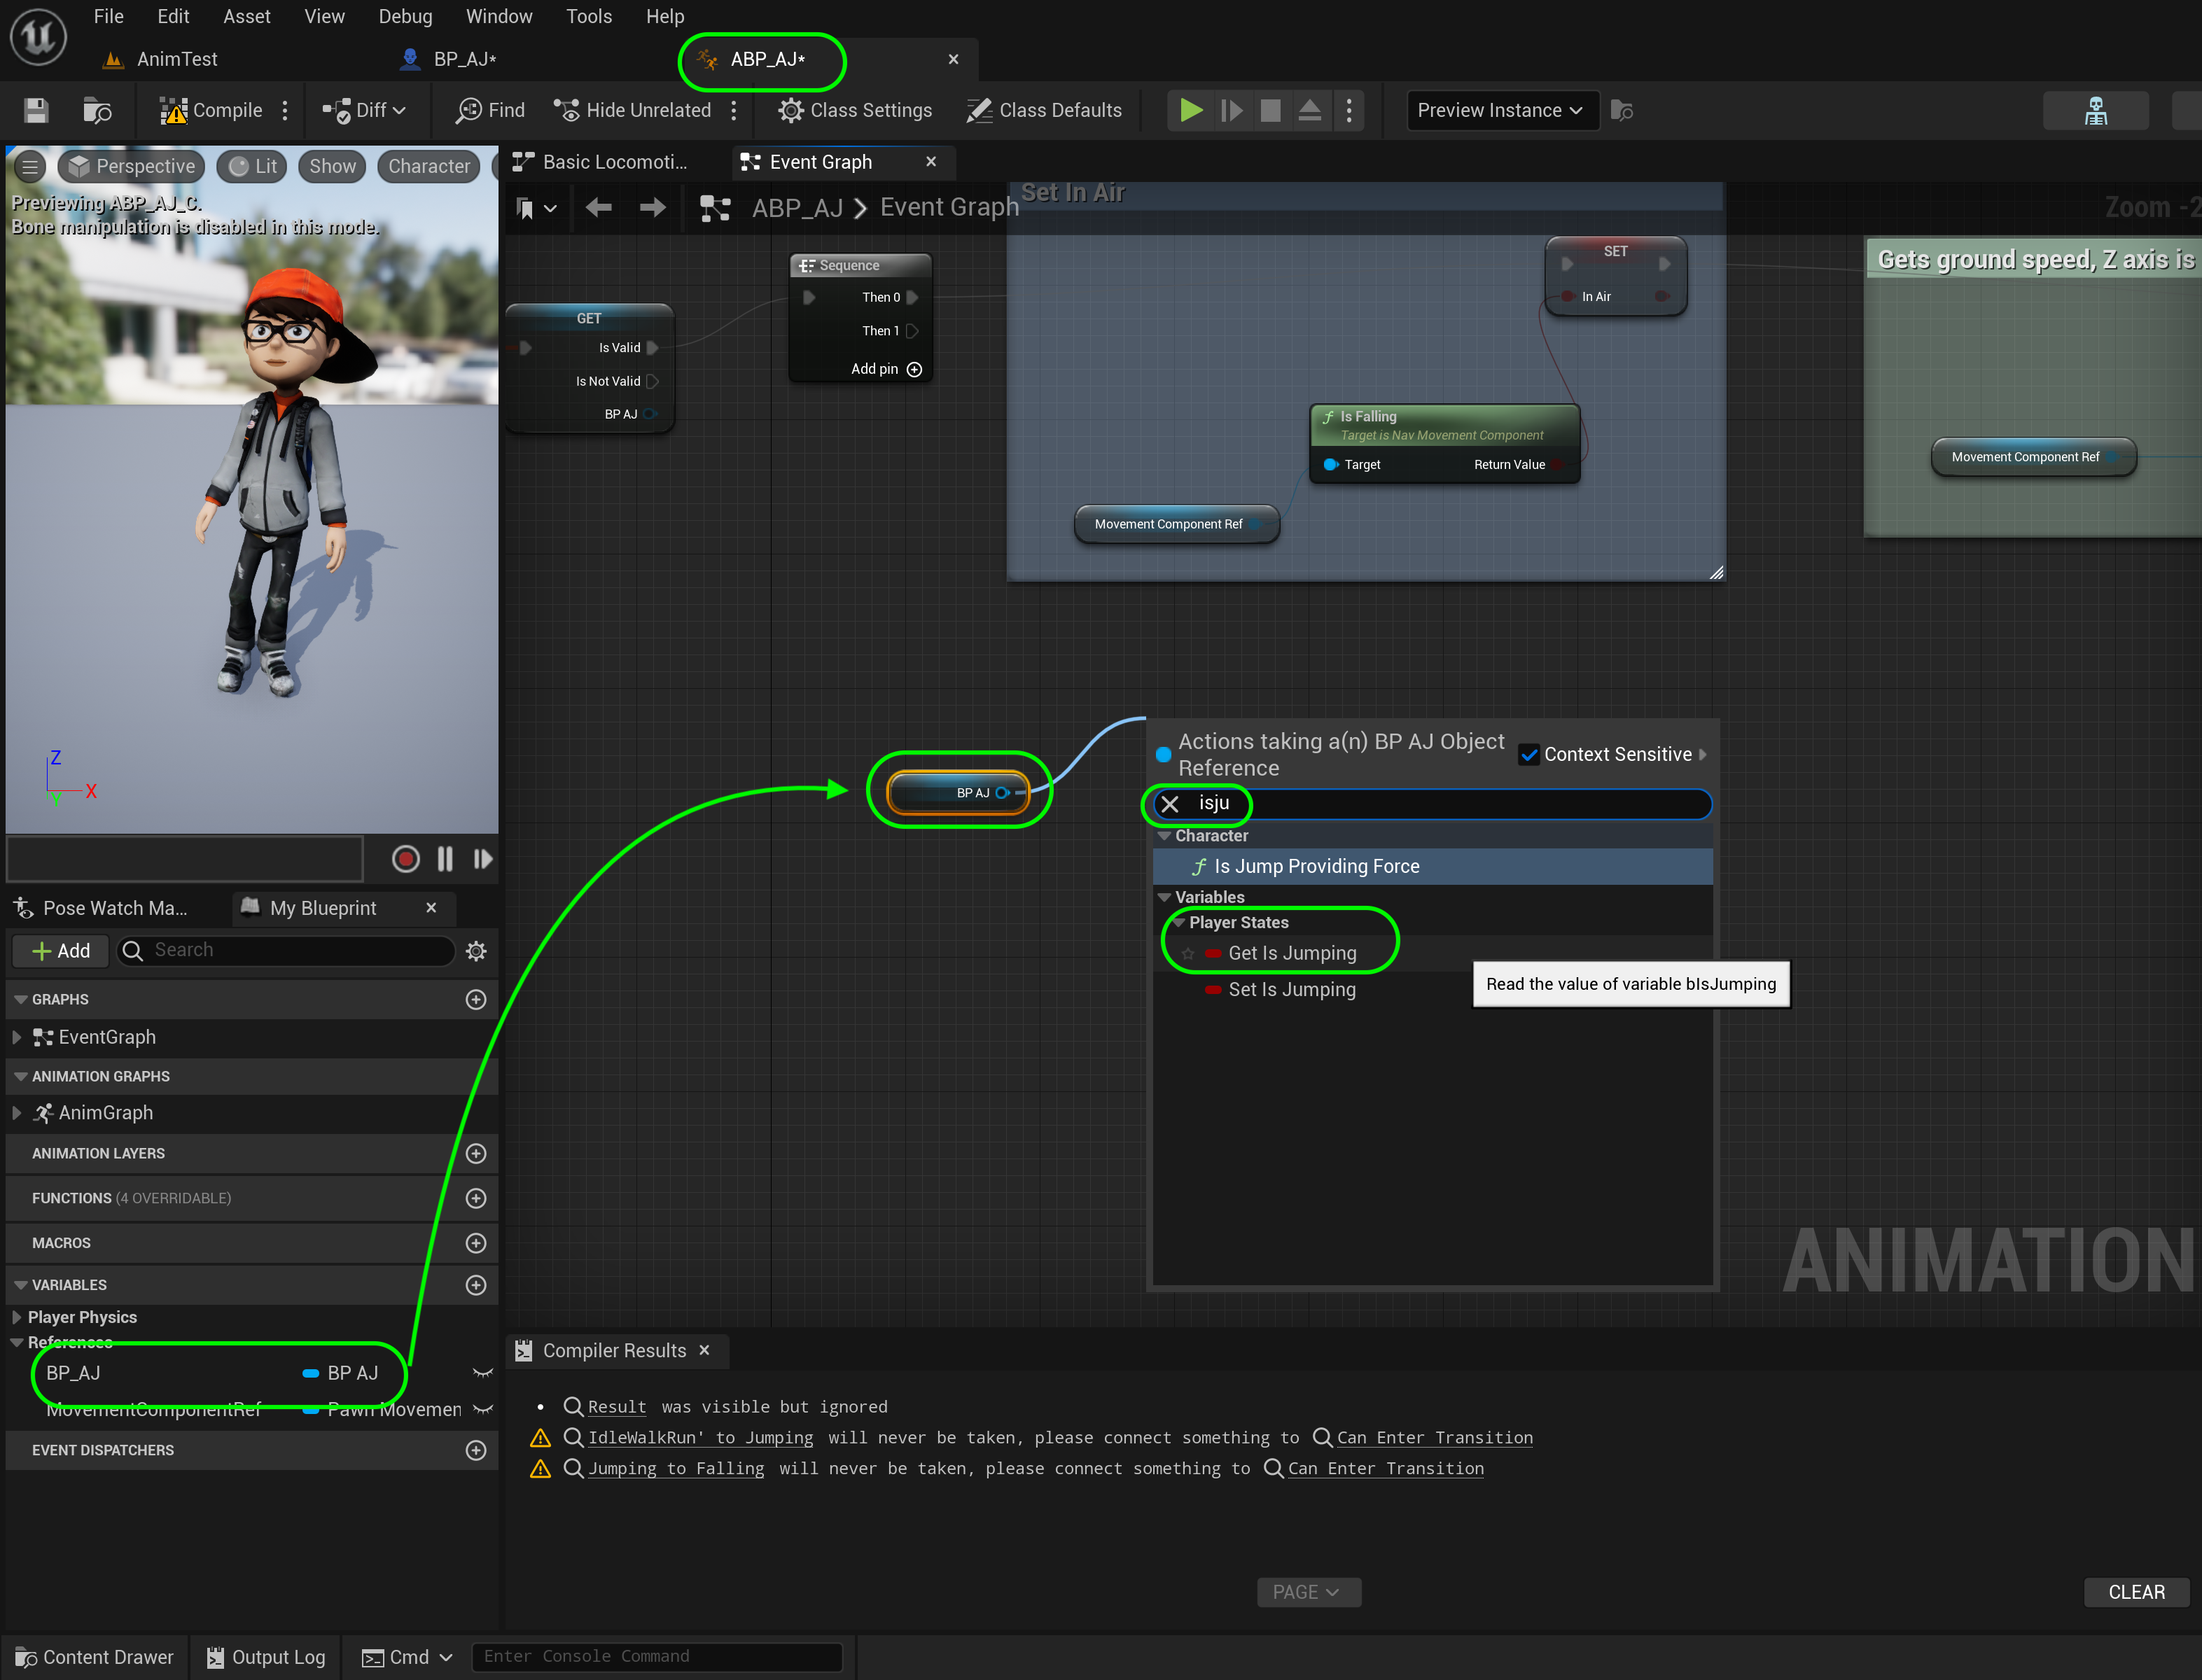 File Edit Asset View Debug Window Tools Help
AnimTest BP_AJ* ABP_AJ*
Compile Diff Find Hide Unrelated Class Settings Class Defaults Preview Instance
Perspective Lit Show Character
Previewing ABP_AJ_C.
Bone manipulation is disabled in this mode.
Z
X
Y
Basic Locomoti... Event Graph
ABP_AJ > Event Graph
Zoom -2
Set In Air
Gets ground speed, Z axis is
GET
Is Valid
Is Not Valid
BP AJ
Sequence
Then 0
Then 1
Add pin
SET
In Air
Is Falling
Target is Nav Movement Component
Target Return Value
Movement Component Ref
Movement Component Ref
BP AJ
Actions taking a(n) BP AJ Object
Reference
Context Sensitive
isju
Character
Is Jump Providing Force
Variables
Player States
Get Is Jumping
Set Is Jumping
Read the value of variable bIsJumping
ANIMATION
Pose Watch Ma... My Blueprint
Add Search
GRAPHS
EventGraph
ANIMATION GRAPHS
AnimGraph
ANIMATION LAYERS
FUNCTIONS (4 OVERRIDABLE)
MACROS
VARIABLES
Player Physics
References
BP_AJ BP AJ
MovementComponentRef Pawn Movemen
EVENT DISPATCHERS
Compiler Results
Result was visible but ignored
IdleWalkRun' to Jumping will never be taken, please connect something to Can Enter Transition
Jumping to Falling will never be taken, please connect something to Can Enter Transition
PAGE CLEAR
Content Drawer Output Log Cmd Enter Console Command